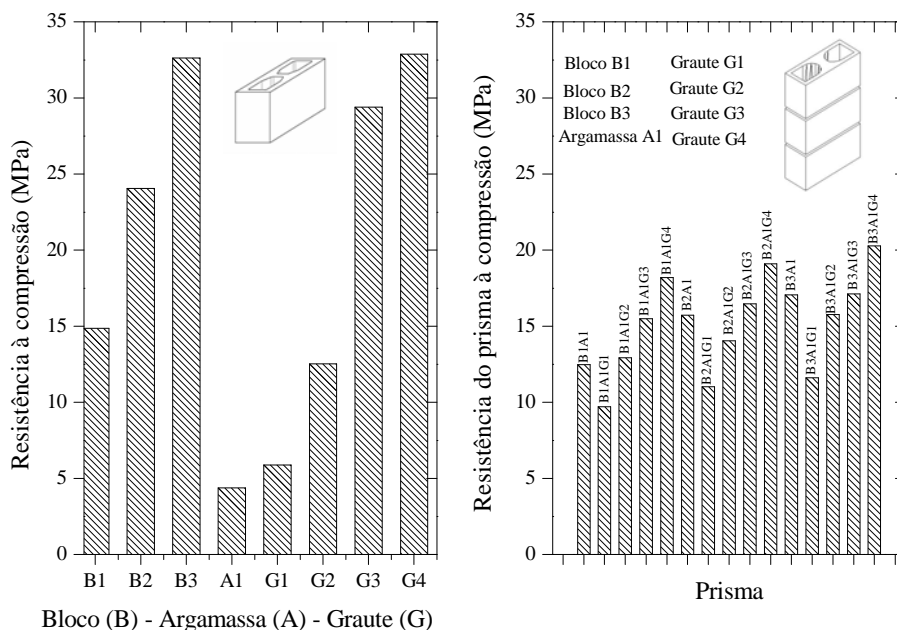 Resistência à compressão (MPa)
35
30
25
20
15
10
5
0
B1 B2 B3 A1 G1 G2 G3 G4
Bloco (B) - Argamassa (A) - Graute (G)
Resistência do prisma à compressão (MPa)
35
30
25
20
15
10
5
0
Bloco B1 Graute G1
Bloco B2 Graute G2
Bloco B3 Graute G3
Argamassa A1 Graute G4
B1A1
B1A1G1
B1A1G2
B1A1G3
B1A1G4
B2A1
B2A1G1
B2A1G2
B2A1G3
B2A1G4
B3A1
B3A1G1
B3A1G2
B3A1G3
B3A1G4
Prisma